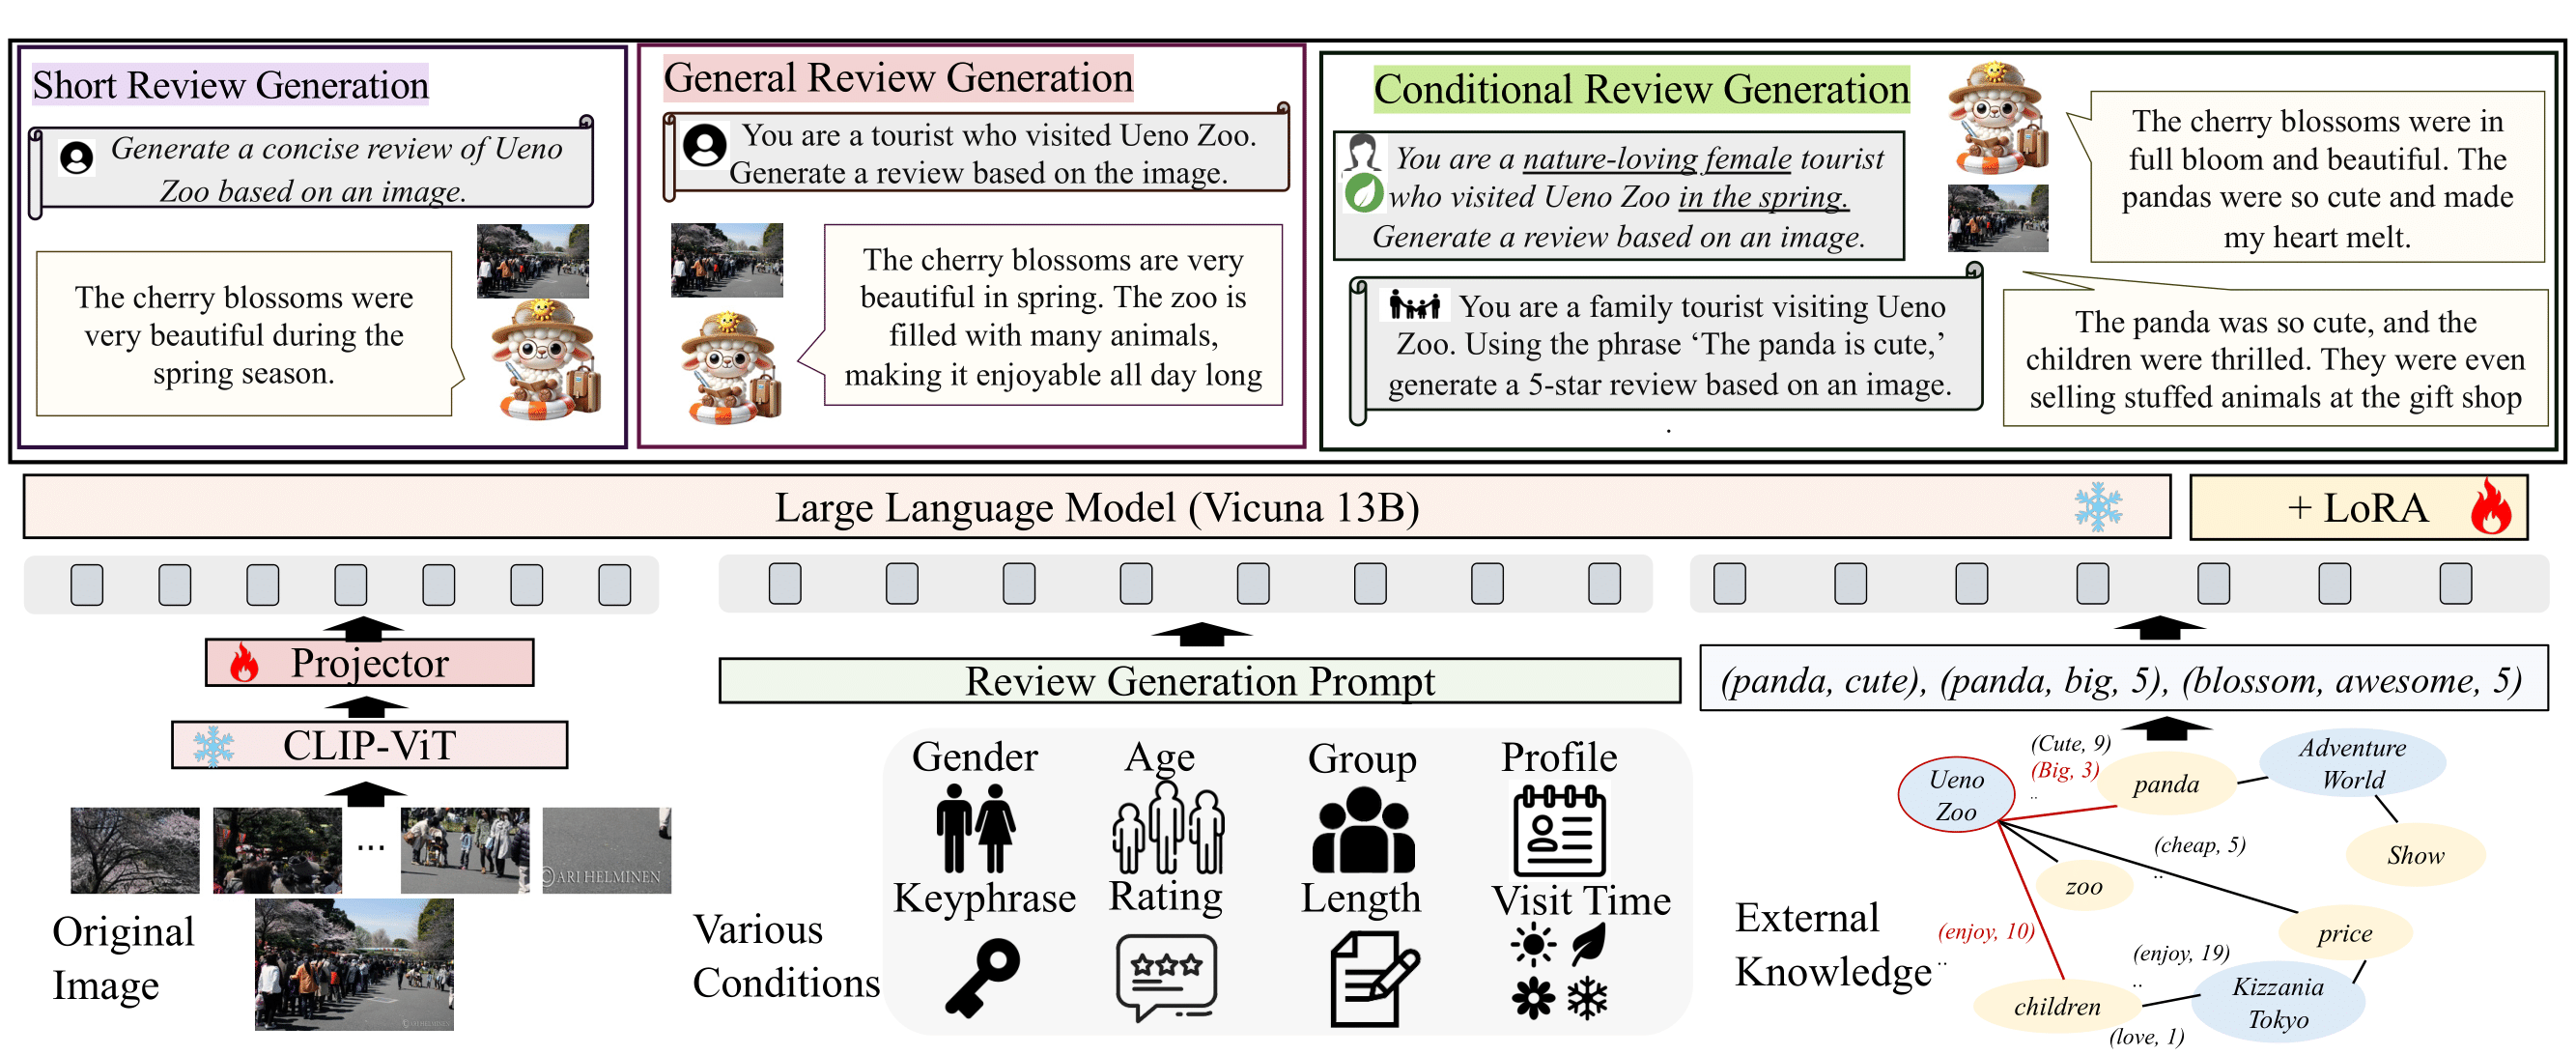 Short Review Generation
Generate a concise review of Ueno
Zoo based on an image.
The cherry blossoms were
very beautiful during the
spring season.
General Review Generation
You are a tourist who visited Ueno Zoo.
Generate a review based on the image.
The cherry blossoms are very
beautiful in spring. The zoo is
filled with many animals,
making it enjoyable all day long
Conditional Review Generation
You are a nature-loving female tourist
who visited Ueno Zoo in the spring.
Generate a review based on an image.
The cherry blossoms were in
full bloom and beautiful. The
pandas were so cute and made
my heart melt.
You are a family tourist visiting Ueno
Zoo. Using the phrase ‘The panda is cute,’
generate a 5-star review based on an image.
.
The panda was so cute, and the
children were thrilled. They were even
selling stuffed animals at the gift shop
Large Language Model (Vicuna 13B)
+ LoRA
Projector
CLIP-ViT
...
©ARI HELMINEN
Original
Image
Review Generation Prompt
Various
Conditions
Gender
Age
Group
Profile
Keyphrase
Rating
Length
Visit Time
(panda, cute), (panda, big, 5), (blossom, awesome, 5)
External
Knowledge
Ueno
Zoo
(Cute, 9)
(Big, 3)
..
panda
Adventure
World
Show
(cheap, 5)
..
zoo
price
(enjoy, 10)
..
(enjoy, 19)
..
children
(love, 1)
Kizzania
Tokyo